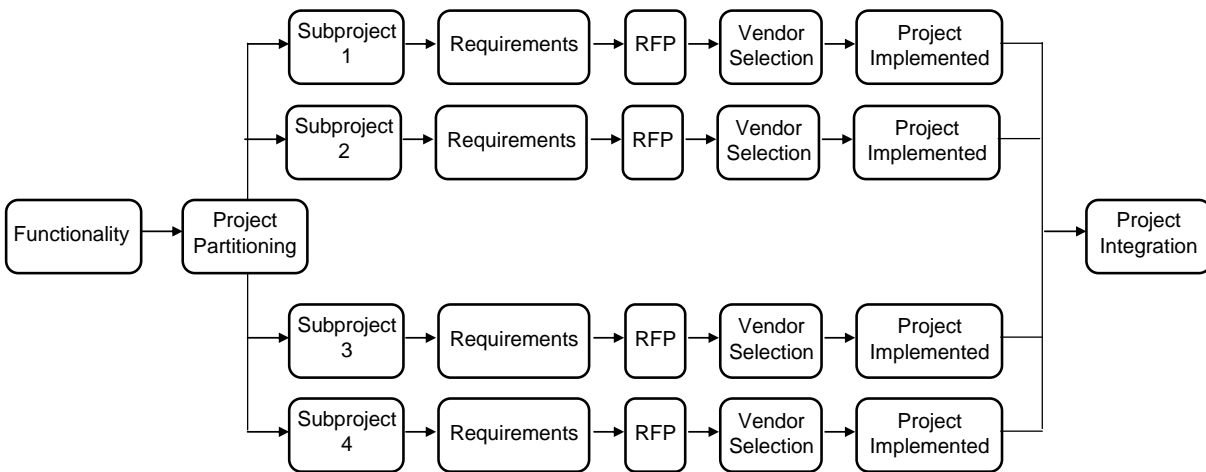 Subproject
1
Requirements
RFP
Vendor
Selection
Project
Implemented
Subproject
2
Requirements
RFP
Vendor
Selection
Project
Implemented
Functionality
Project
Partitioning
Project
Integration
Subproject
3
Requirements
RFP
Vendor
Selection
Project
Implemented
Subproject
4
Requirements
RFP
Vendor
Selection
Project
Implemented